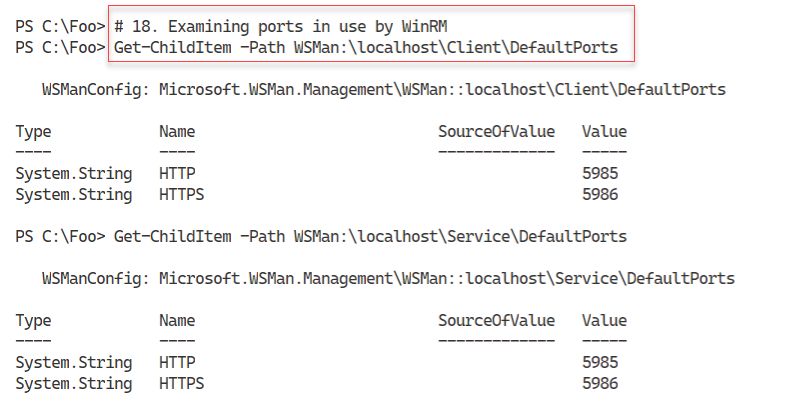 PS C:\Foo> # 18. Examining ports in use by WinRM
PS C:\Foo> Get-ChildItem -Path WSMan:\localhost\Client\DefaultPorts
WSManConfig: Microsoft.WSMan.Management\WSMan::localhost\Client\DefaultPorts
Type Name SourceOfValue Value
---- ---- ------------- -----
System.String HTTP 5985
System.String HTTPS 5986
PS C:\Foo> Get-ChildItem -Path WSMan:\localhost\Service\DefaultPorts
WSManConfig: Microsoft.WSMan.Management\WSMan::localhost\Service\DefaultPorts
Type Name SourceOfValue Value
---- ---- ------------- -----
System.String HTTP 5985
System.String HTTPS 5986